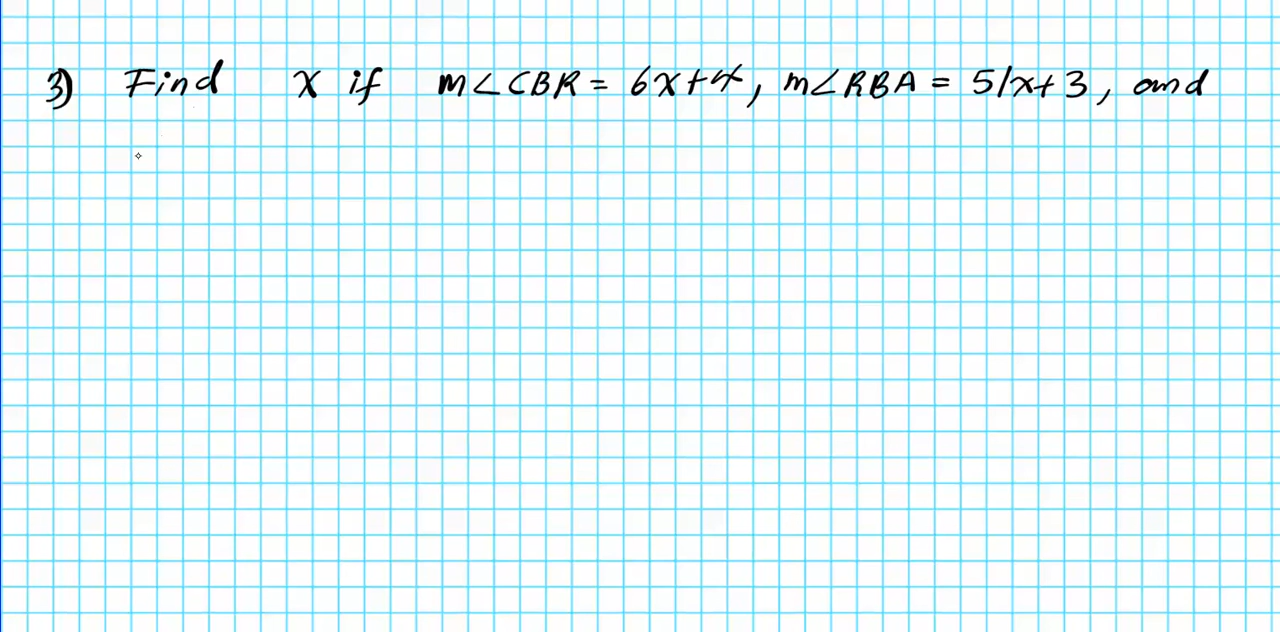 3) Find x if m∠CBR = 6x+4, m∠RBA = 51x+3, and